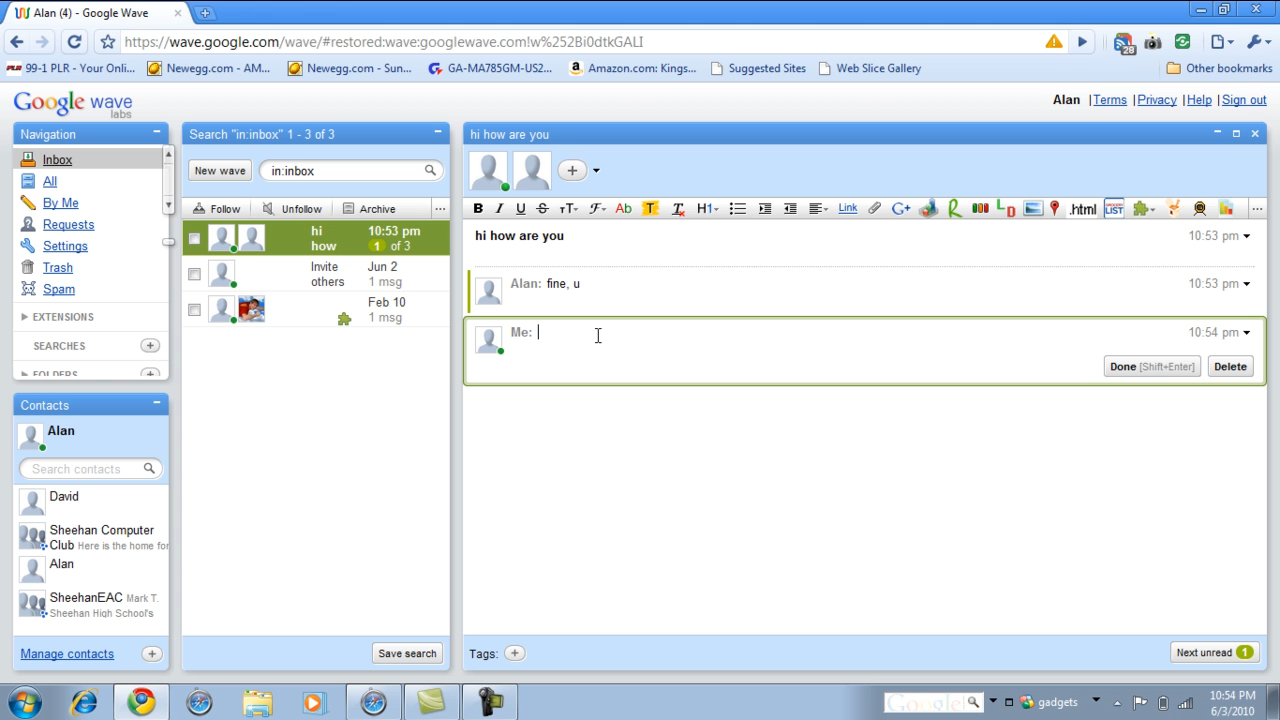 Alan (4) - Google Wave
https://wave.google.com/wave/#restored:wave:googlewave.com!w%252Bi0dtkGALI
28
99-1 PLR - Your Onli... Newegg.com - AM... Newegg.com - Sun... GA-MA785GM-US2... Amazon.com: Kings... Suggested Sites Web Slice Gallery Other bookmarks
Google wave
labs
Alan | Terms | Privacy | Help | Sign out
Navigation
Inbox
All
By Me
Requests
Settings
Trash
Spam
EXTENSIONS
SEARCHES
FOLDERS
Contacts
Alan
Search contacts
David
Sheehan Computer
Club Here is the home for
Alan
SheehanEAC Mark T.
Sheehan High School's
Manage contacts
Search "in:inbox" 1 - 3 of 3
New wave in:inbox
Follow Unfollow Archive ...
hi how 10:53 pm
1 of 3
Invite others Jun 2
1 msg
Feb 10
1 msg
Save search
hi how are you
B I U S TT F Ab T T H1 Link .html LIST ...
hi how are you 10:53 pm
Alan: fine, u 10:53 pm
Me: 10:54 pm
Done [Shift+Enter] Delete
Tags: Next unread 1
Google gadgets 10:54 PM
6/3/2010